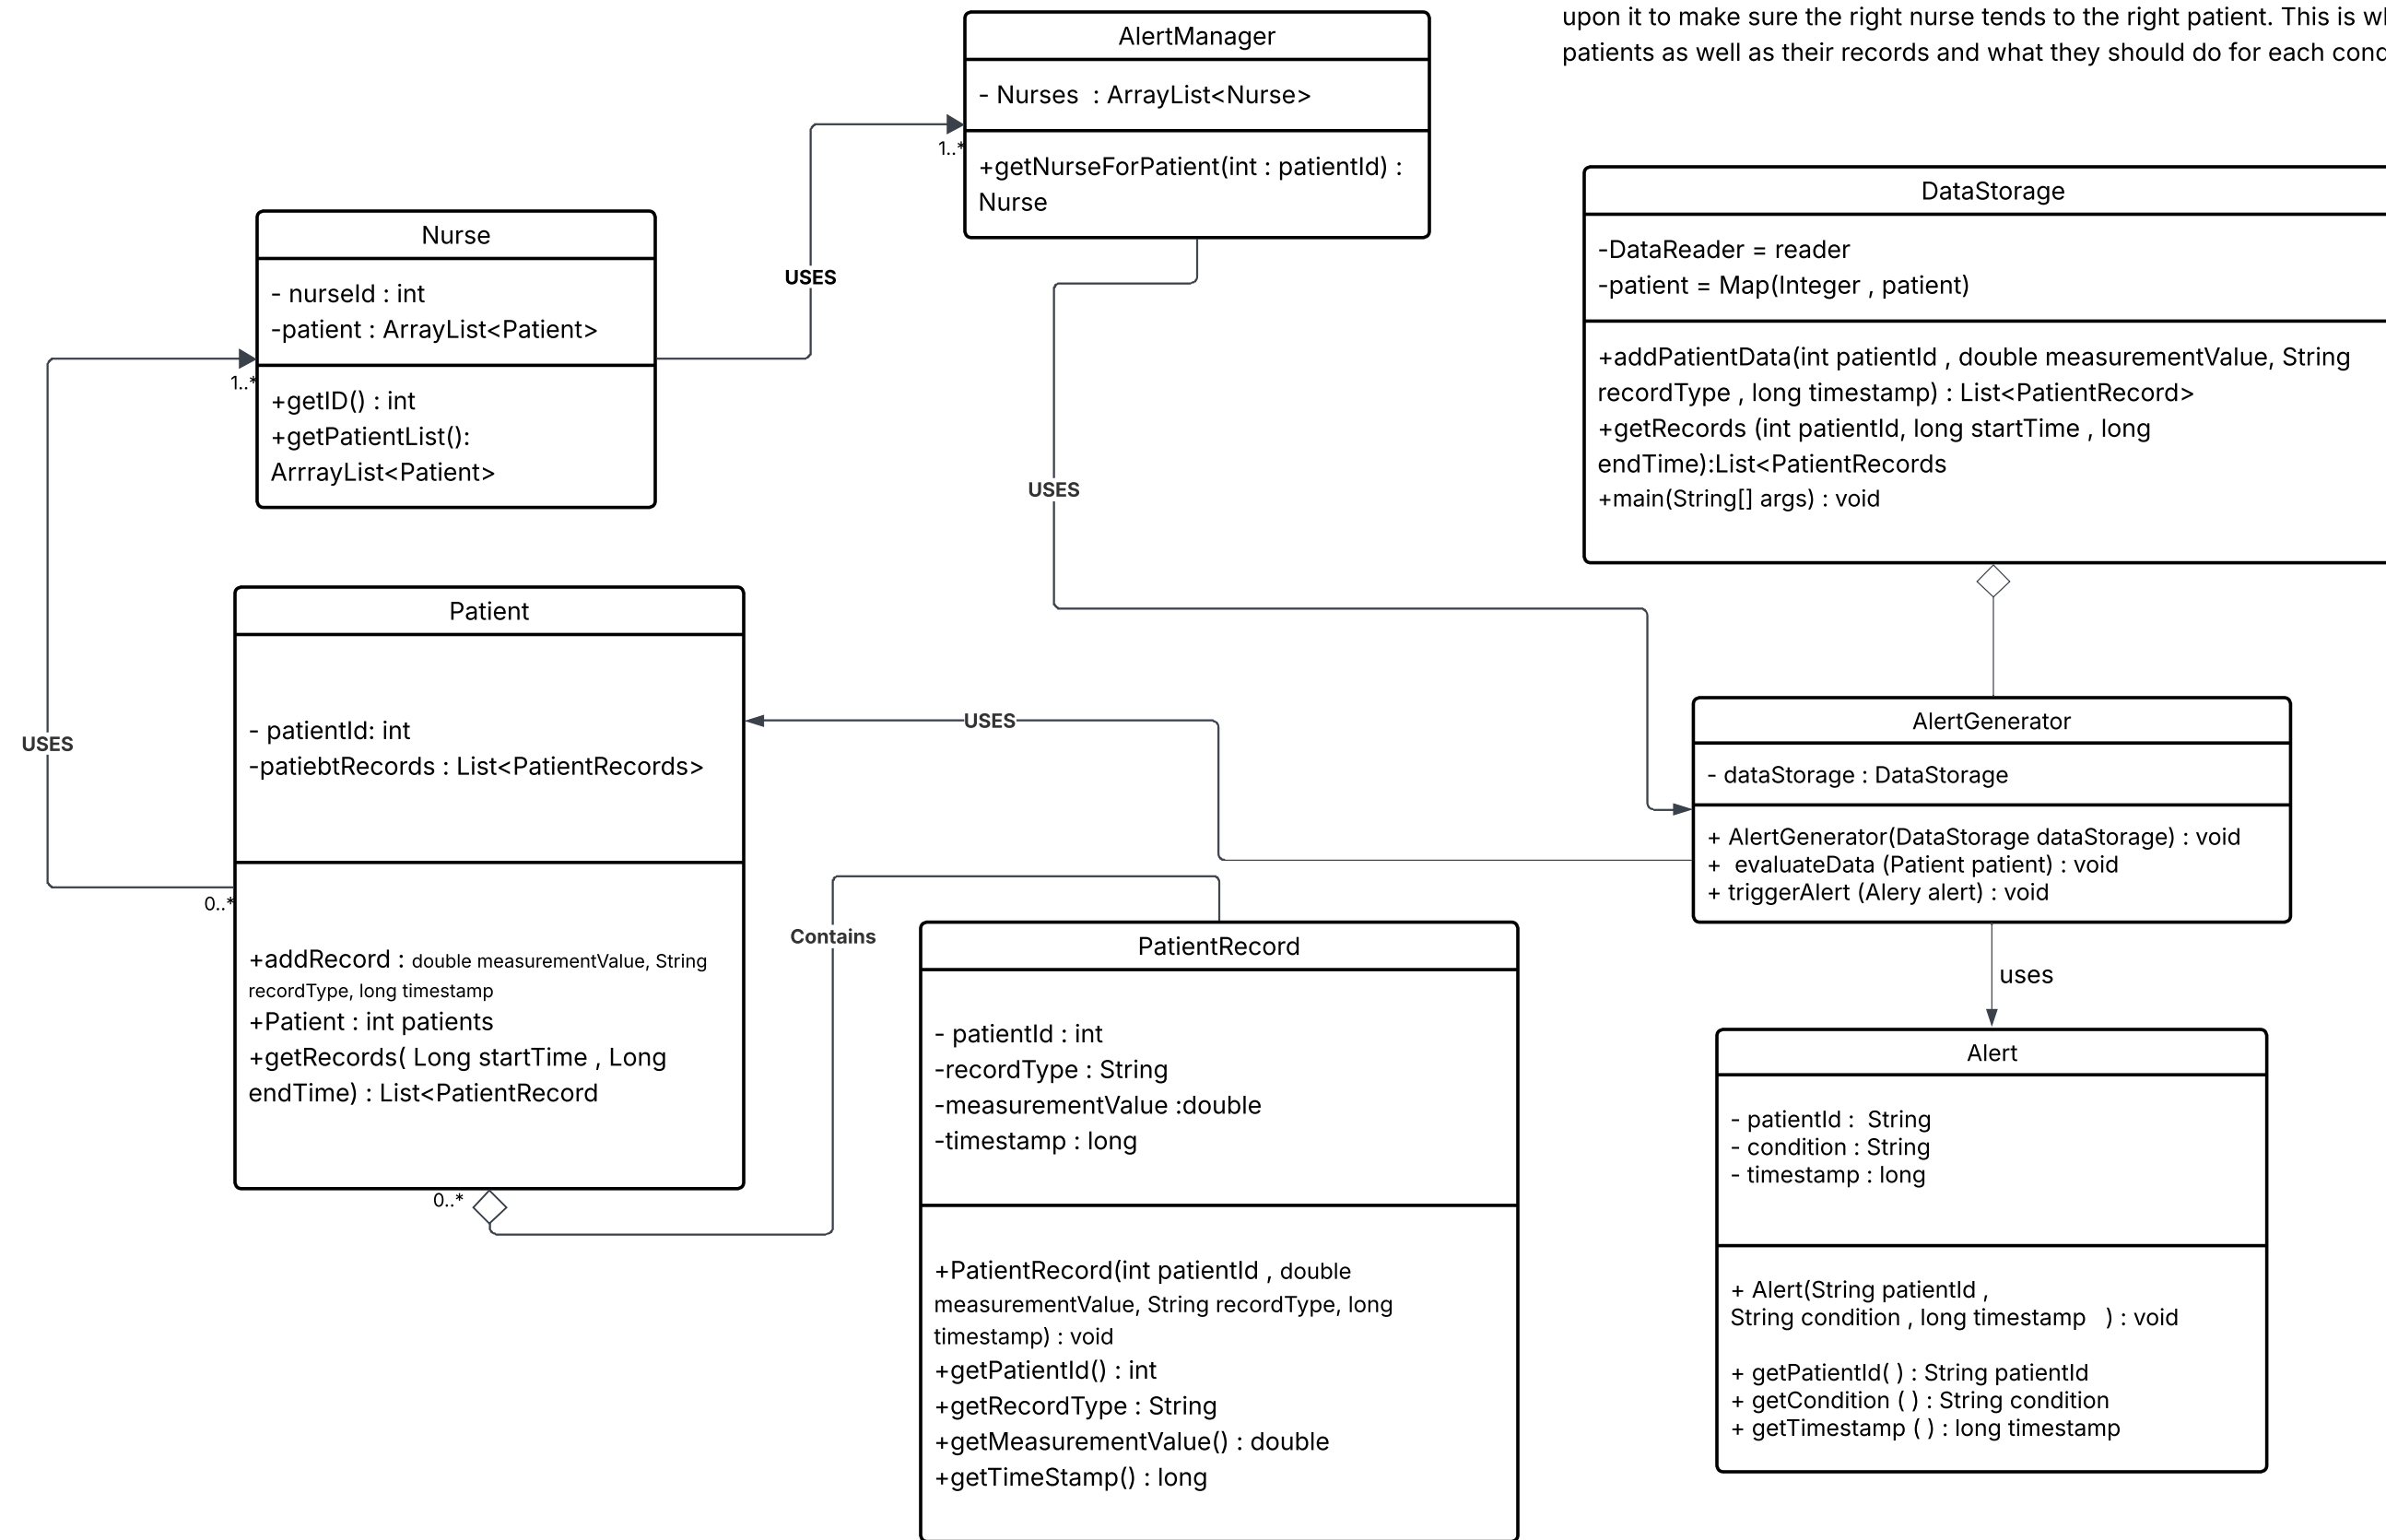 upon it to make sure the right nurse tends to the right patient. This is
patients as well as their records and what they should do for each
AlertManager
- Nurses : ArrayList<Nurse>
+getNurseForPatient(int : patientId) :
Nurse
1..*
USES
Nurse
- nurseId : int
-patient : ArrayList<Patient>
+getID() : int
+getPatientList():
ArrrayList<Patient>
1..*
USES
DataStorage
-DataReader = reader
-patient = Map(Integer , patient)
+addPatientData(int patientId , double measurementValue, String
recordType , long timestamp) : List<PatientRecord>
+getRecords (int patientId, long startTime , long
endTime):List<PatientRecords
+main(String[] args) : void
USES
Patient
- patientId: int
-patiebtRecords : List<PatientRecords>
+addRecord : double measurementValue, String
recordType, long timestamp
+Patient : int patients
+getRecords( Long startTime , Long
endTime) : List<PatientRecord
0..*
0..*
USES
Contains
AlertGenerator
- dataStorage : DataStorage
+ AlertGenerator(DataStorage dataStorage) : void
+ evaluateData (Patient patient) : void
+ triggerAlert (Alery alert) : void
uses
PatientRecord
- patientId : int
-recordType : String
-measurementValue :double
-timestamp : long
+PatientRecord(int patientId , double
measurementValue, String recordType, long
timestamp) : void
+getPatientId() : int
+getRecordType : String
+getMeasurementValue() : double
+getTimeStamp() : long
Alert
- patientId : String
- condition : String
- timestamp : long
+ Alert(String patientId ,
String condition , long timestamp ) : void
+ getPatientId( ) : String patientId
+ getCondition ( ) : String condition
+ getTimestamp ( ) : long timestamp